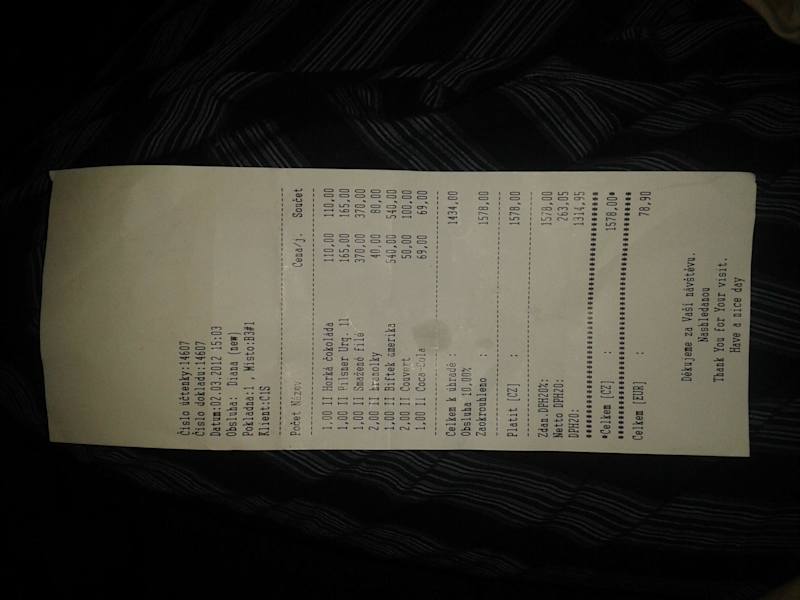 Číslo účtenky:14607
Číslo dokladu:14607
Datum:02.03.2012 15:03
Obsluha: Diana (new)
Pokladna:1 , Místo:B3#1
Klient:CIS
Počet Název Cena/j. Součet
1,00 II Horká čokoláda 110,00 110,00
1,00 II Pilsner Urq. 11 165,00 165,00
1,00 II Smažené filé 370,00 370,00
2,00 II Hranolky 40,00 80,00
1,00 II Biftek amerika 540,00 540,00
2,00 II Couvert 50,00 100,00
1,00 II Coca-Cola 69,00 69,00
Celkem k úhradě: 1434,00
Obsluha 10,00%
Zaokrouhleno : 1578,00
Platit [CZ] : 1578,00
Zdan.DPH20%: 1578,00
Netto DPH20: 263,05
DPH20: 1314,95
*Celkem [CZ] : 1578,00*
Celkem [EUR] : 78,90
Děkujeme za Vaši návštěvu.
Nashledanou
Thank You for Your visit.
Have a nice day